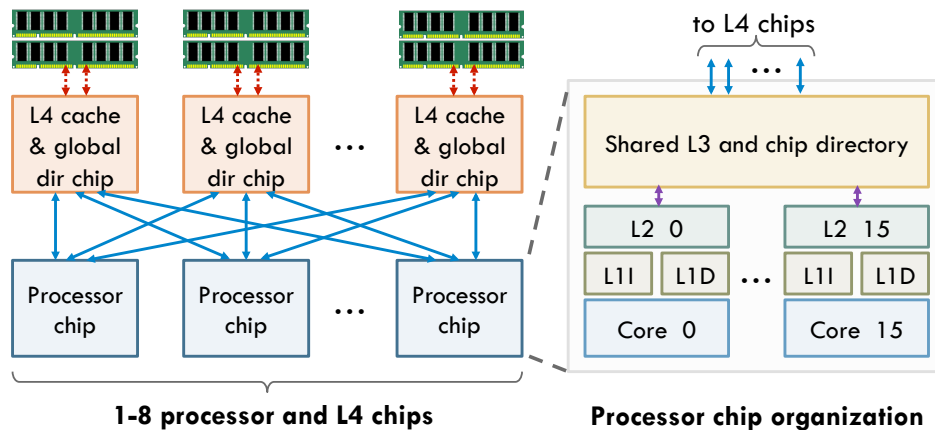 to L4 chips
...
L4 cache
& global
dir chip
L4 cache
& global
dir chip
...
L4 cache
& global
dir chip
Shared L3 and chip directory
L2 0
L2 15
L1I
L1D
...
L1I
L1D
Core 0
Core 15
Processor
chip
Processor
chip
...
Processor
chip
1-8 processor and L4 chips
Processor chip organization